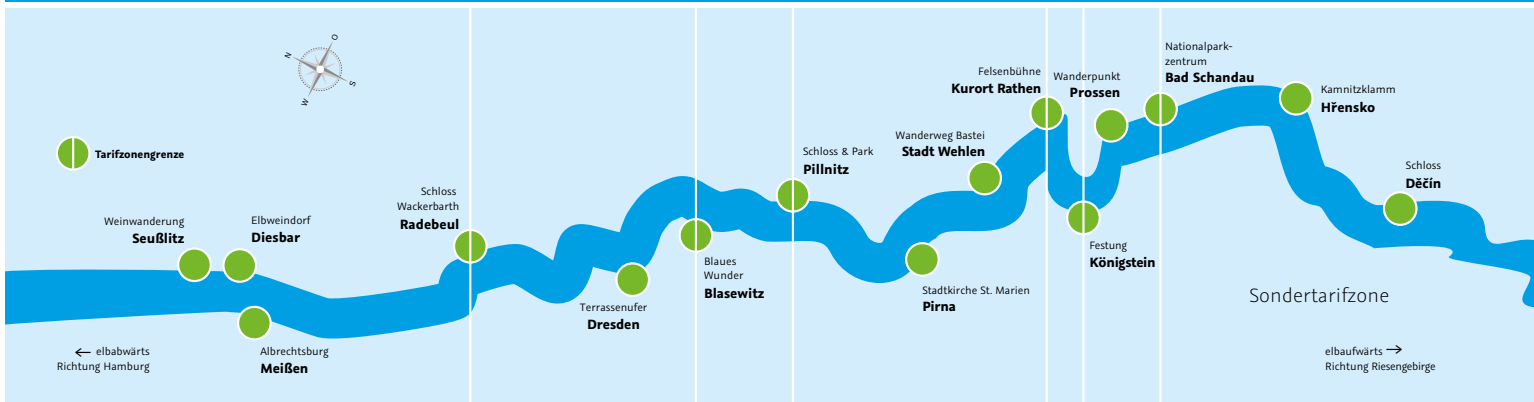 N
O
S
W
Tarifzonengrenze
Weinwanderung
Seußlitz
Elbweindorf
Diesbar
Albrechtsburg
Meißen
← elbabwärts
Richtung Hamburg
Schloss
Wackerbarth
Radebeul
Terrassenufer
Dresden
Blaues
Wunder
Blasewitz
Schloss & Park
Pillnitz
Stadtkirche St. Marien
Pirna
Wanderweg Bastei
Stadt Wehlen
Felsenbühne
Kurort Rathen
Festung
Königstein
Wanderpunkt
Prossen
Nationalpark-
zentrum
Bad Schandau
Kamnitzklamm
Hřensko
Schloss
Děčín
Sondertarifzone
elbaufwärts →
Richtung Riesengebirge